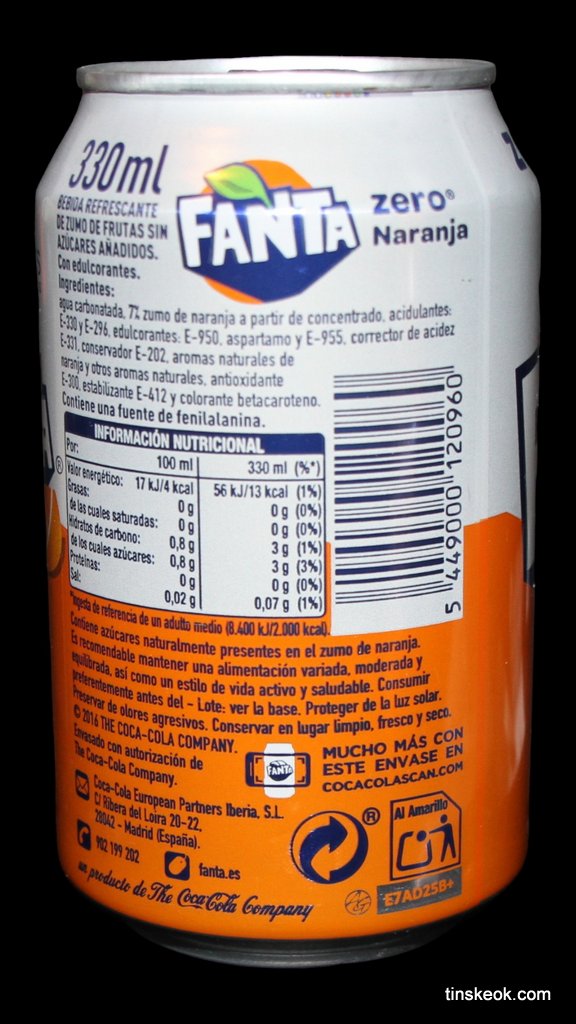 330ml
BEBIDA REFRESCANTE
DE ZUMO DE FRUTAS SIN
AZÚCARES AÑADIDOS.
Con edulcorantes.
FANTA
zero®
Naranja
Ingredientes:
agua carbonatada, 7% zumo de naranja a partir de concentrado, acidulantes:
E-330 y E-296, edulcorantes: E-950, aspartamo y E-955, corrector de acidez
E-331, conservador E-202, aromas naturales de
naranja y otros aromas naturales, antioxidante
E-300, estabilizante E-412 y colorante betacaroteno.
Contiene una fuente de fenilalanina.
INFORMACIÓN NUTRICIONAL
Por: 100 ml 330 ml (%*)
Valor energético: 17 kJ/4 kcal 56 kJ/13 kcal (1%)
Grasas: 0 g 0 g (0%)
de las cuales saturadas: 0 g 0 g (0%)
Hidratos de carbono: 0,8 g 3 g (1%)
de los cuales azúcares: 0,8 g 3 g (3%)
Proteínas: 0 g 0 g (0%)
Sal: 0,02 g 0,07 g (1%)
5 449000 120960
*Ingesta de referencia de un adulto medio (8.400 kJ/2.000 kcal).
Contiene azúcares naturalmente presentes en el zumo de naranja.
Es recomendable mantener una alimentación variada, moderada y
equilibrada, así como un estilo de vida activo y saludable. Consumir
preferentemente antes del - Lote: ver la base. Proteger de la luz solar.
Preservar de olores agresivos. Conservar en lugar limpio, fresco y seco.
© 2016 THE COCA-COLA COMPANY.
Envasado con autorización de
The Coca-Cola Company.
FANTA
MUCHO MÁS CON
ESTE ENVASE EN
COCACOLASCAN.COM
Coca-Cola European Partners Iberia, S.L.
C/ Ribera del Loira 20-22,
28042 - Madrid (España).
902 199 202
fanta.es
®
Al Amarillo
E7AD25B+
un producto de The Coca-Cola Company
tinskeok.com